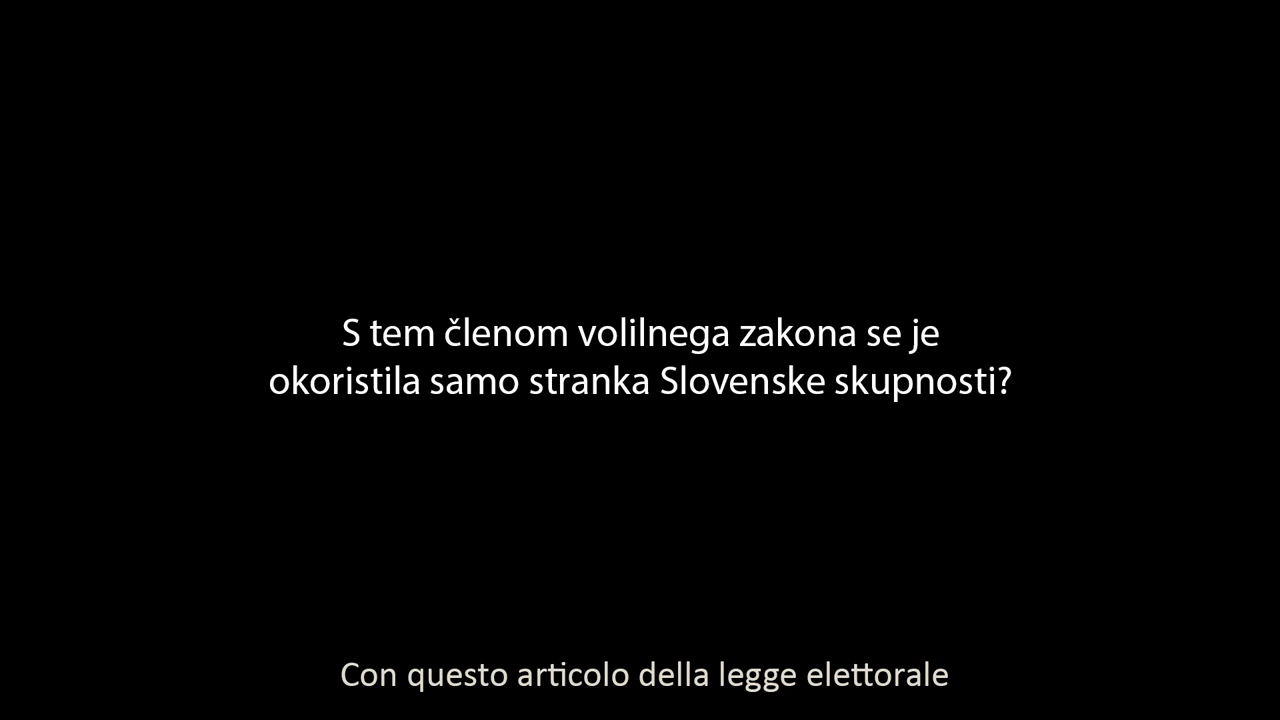 S tem členom volilnega zakona se je
okoristila samo stranka Slovenske skupnosti?
Con questo articolo della legge elettorale